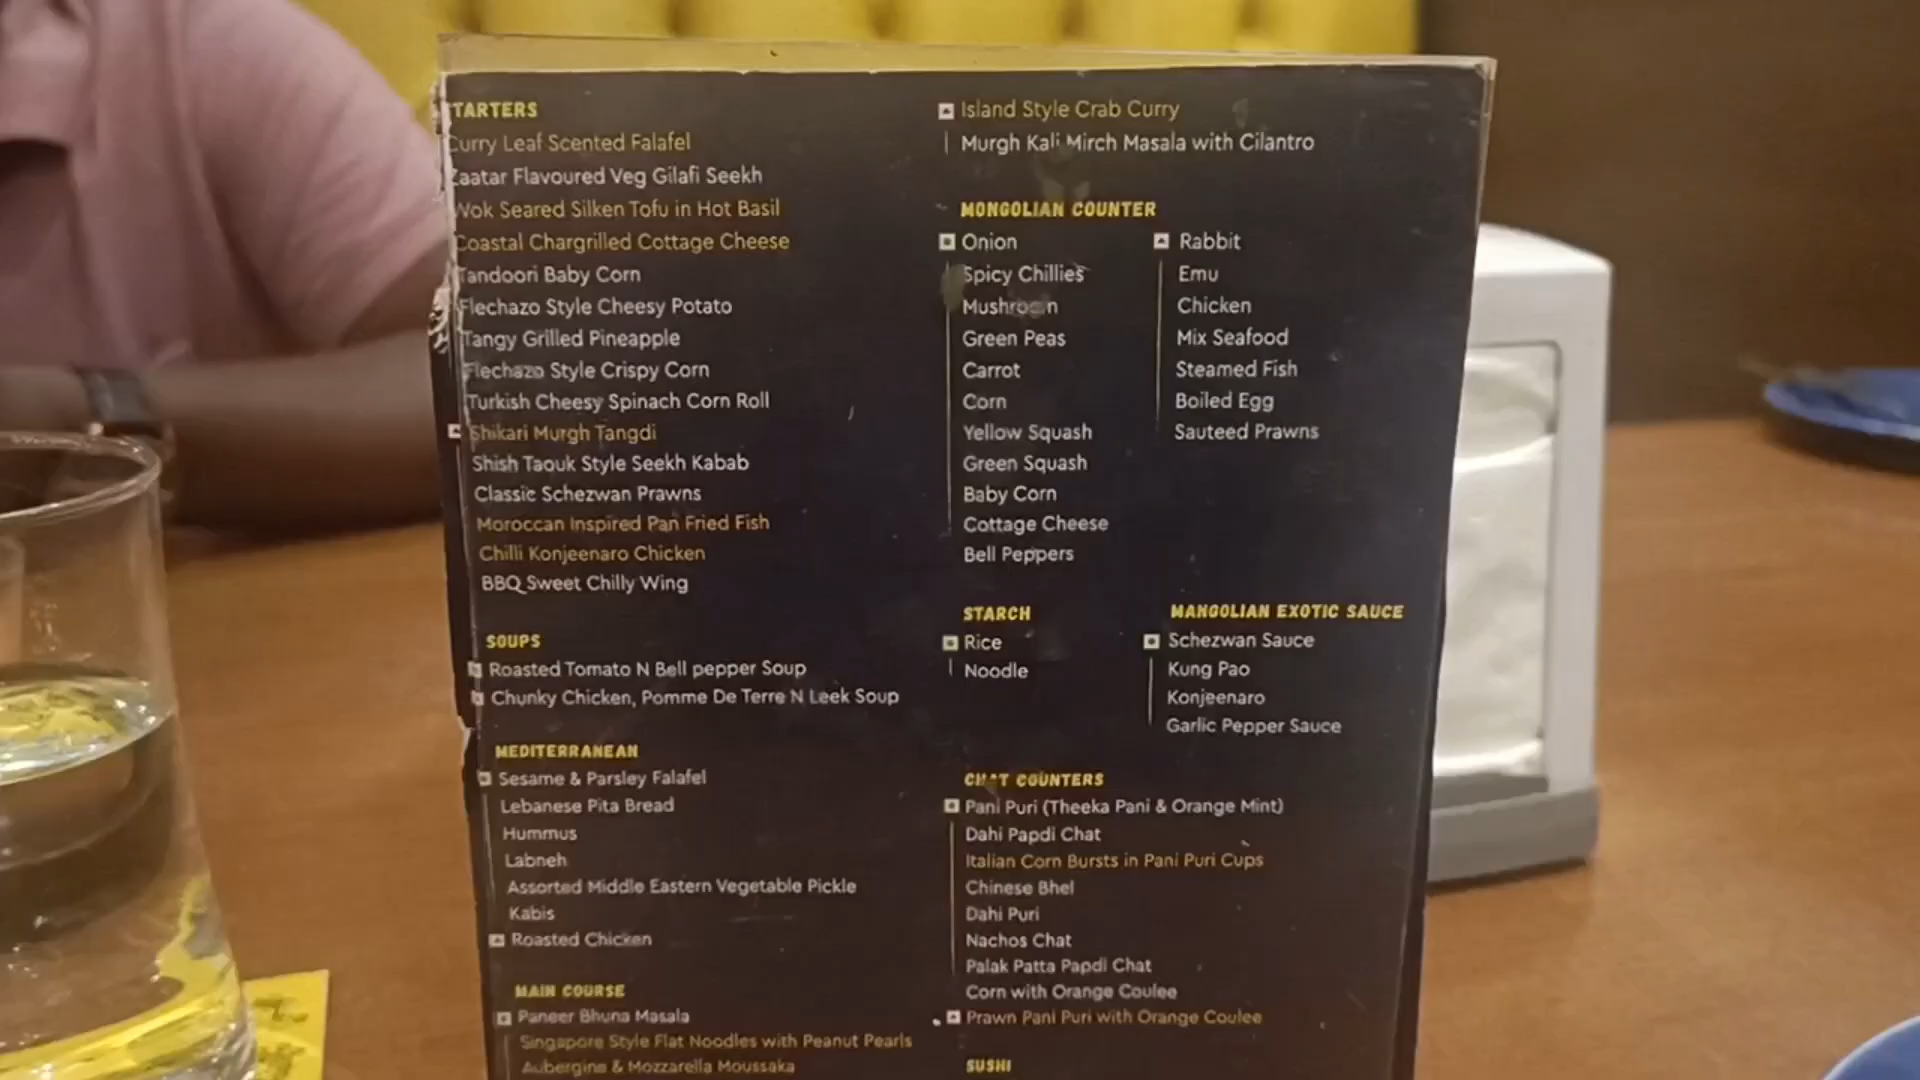 TARTERS
Curry Leaf Scented Falafel
Zaatar Flavoured Veg Gilafi Seekh
Wok Seared Silken Tofu in Hot Basil
Coastal Chargrilled Cottage Cheese
Tandoori Baby Corn
Flechazo Style Cheesy Potato
Tangy Grilled Pineapple
Flechazo Style Crispy Corn
Turkish Cheesy Spinach Corn Roll
Shikari Murgh Tangdi
Shish Taouk Style Seekh Kabab
Classic Schezwan Prawns
Moroccan Inspired Pan Fried Fish
Chilli Konjeenaro Chicken
BBQ Sweet Chilly Wing
SOUPS
Roasted Tomato N Bell pepper Soup
Chunky Chicken, Pomme De Terre N Leek Soup
MEDITERRANEAN
Sesame & Parsley Falafel
Lebanese Pita Bread
Hummus
Labneh
Assorted Middle Eastern Vegetable Pickle
Kabis
Roasted Chicken
MAIN COURSE
Paneer Bhuna Masala
Singapore Style Flat Noodles with Peanut Pearls
Aubergine & Mozzarella Moussaka
Island Style Crab Curry
Murgh Kali Mirch Masala with Cilantro
MONGOLIAN COUNTER
Onion
Spicy Chillies
Mushroom
Green Peas
Carrot
Corn
Yellow Squash
Green Squash
Baby Corn
Cottage Cheese
Bell Peppers
Rabbit
Emu
Chicken
Mix Seafood
Steamed Fish
Boiled Egg
Sauteed Prawns
STARCH
Rice
Noodle
MANGOLIAN EXOTIC SAUCE
Schezwan Sauce
Kung Pao
Konjeenaro
Garlic Pepper Sauce
CHAT COUNTERS
Pani Puri (Theeka Pani & Orange Mint)
Dahi Papdi Chat
Italian Corn Bursts in Pani Puri Cups
Chinese Bhel
Dahi Puri
Nachos Chat
Palak Patta Papdi Chat
Corn with Orange Coulee
Prawn Pani Puri with Orange Coulee
SUSHI